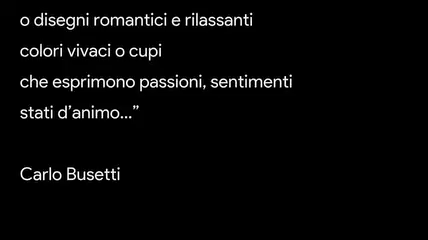 o disegni romantici e rilassanti
colori vivaci o cupi
che esprimono passioni, sentimenti
stati d’animo...”
Carlo Busetti